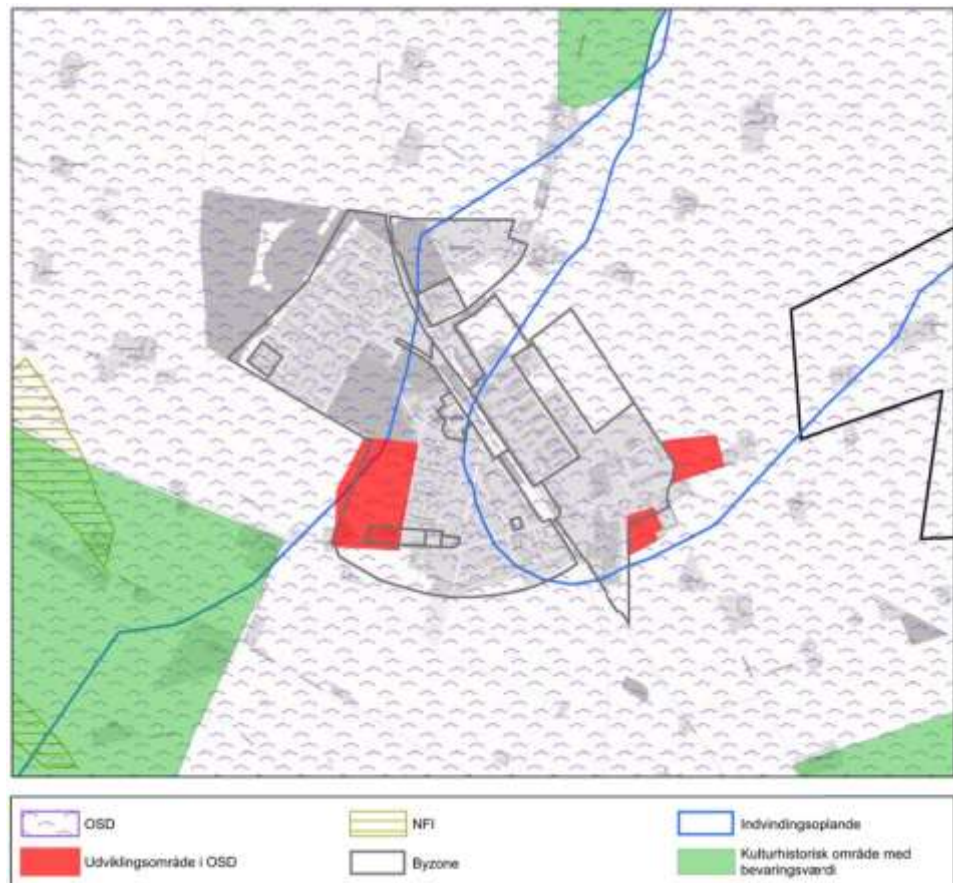 OSD
NFI
Indvindingsoplande
Udviklingsområde i OSD
Byzone
Kulturhistorisk område med
bevaringsværdi